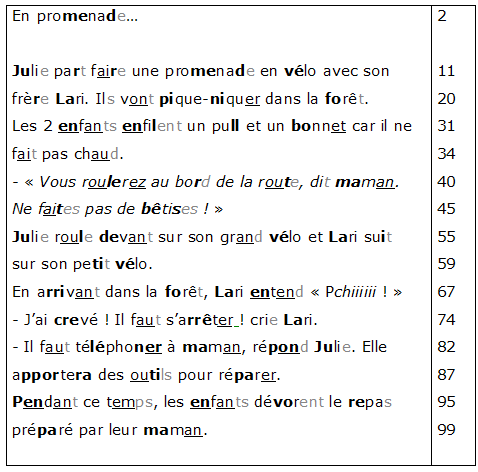 En promenade… 2
Julie part faire une promenade en vélo avec son 11
frère Lari. Ils vont pique-niquer dans la forêt. 20
Les 2 enfants enfilent un pull et un bonnet car il ne 31
fait pas chaud. 34
- « Vous roulerez au bord de la route, dit maman. 40
Ne faites pas de bêtises ! » 45
Julie roule devant sur son grand vélo et Lari suit 55
sur son petit vélo. 59
En arrivant dans la forêt, Lari entend « Pchiiiiii ! » 67
- J’ai crevé ! Il faut s’arrêter ! crie Lari. 74
- Il faut téléphoner à maman, répond Julie. Elle 82
apportera des outils pour réparer. 87
Pendant ce temps, les enfants dévorent le repas 95
préparé par leur maman. 99